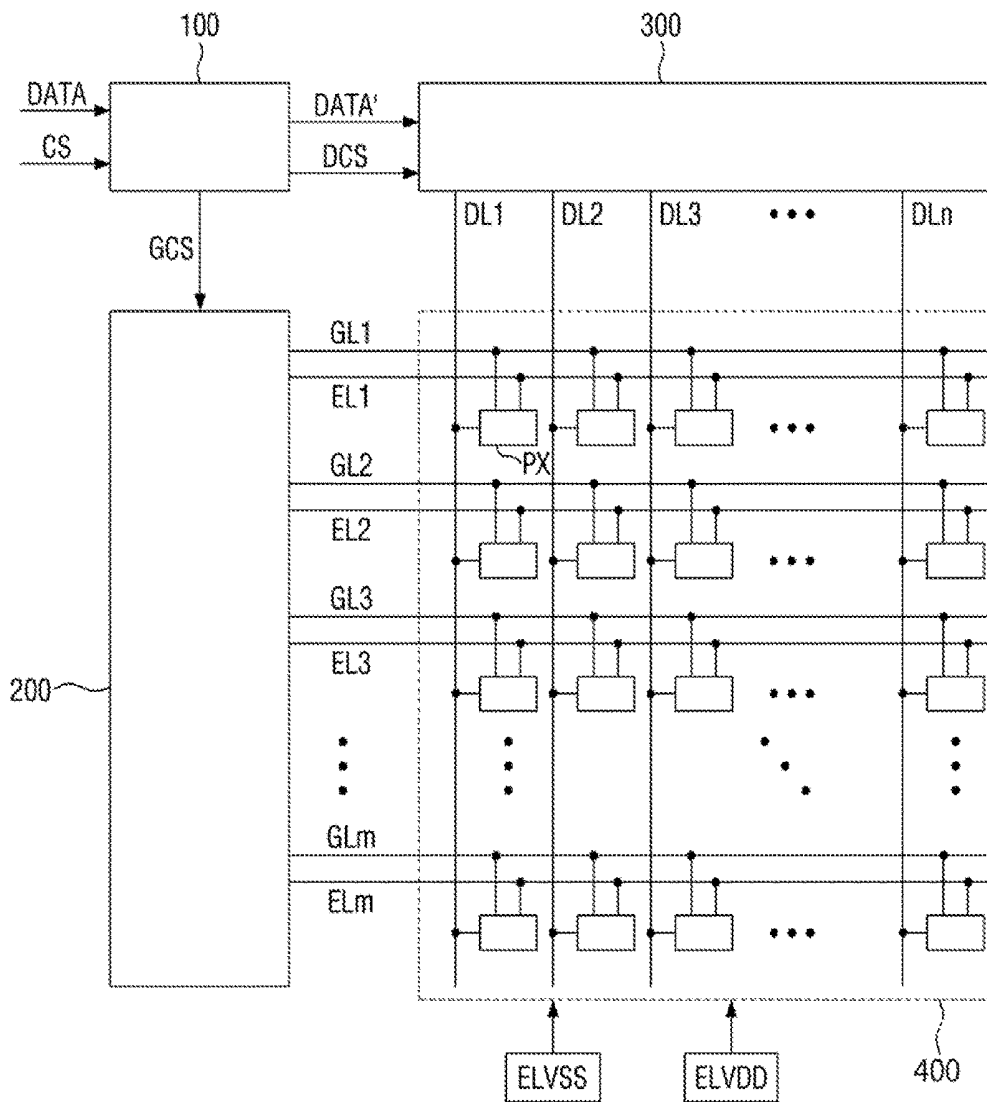 100
300
DATA
CS
DATA'
DCS
DL1
DL2
DL3
DLn
GCS
GL1
EL1
PX
GL2
EL2
GL3
EL3
200
GLm
ELm
ELVSS
ELVDD
400